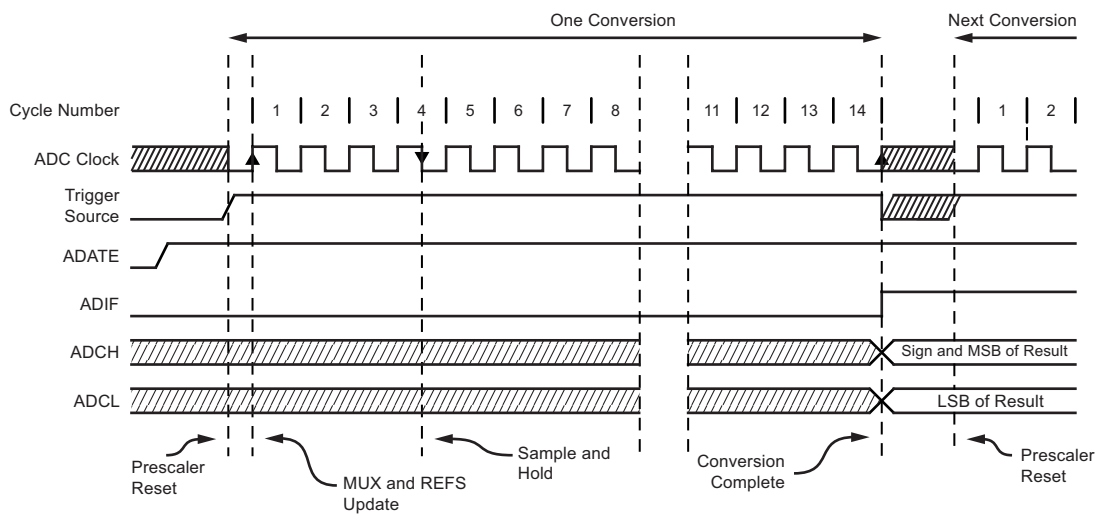 One Conversion
Next Conversion
Cycle Number
1 2 3 4 5 6 7 8 11 12 13 14 1 2
ADC Clock
Trigger
Source
ADATE
ADIF
ADCH
Sign and MSB of Result
ADCL
LSB of Result
Prescaler
Reset
MUX and REFS
Update
Sample and
Hold
Conversion
Complete
Prescaler
Reset